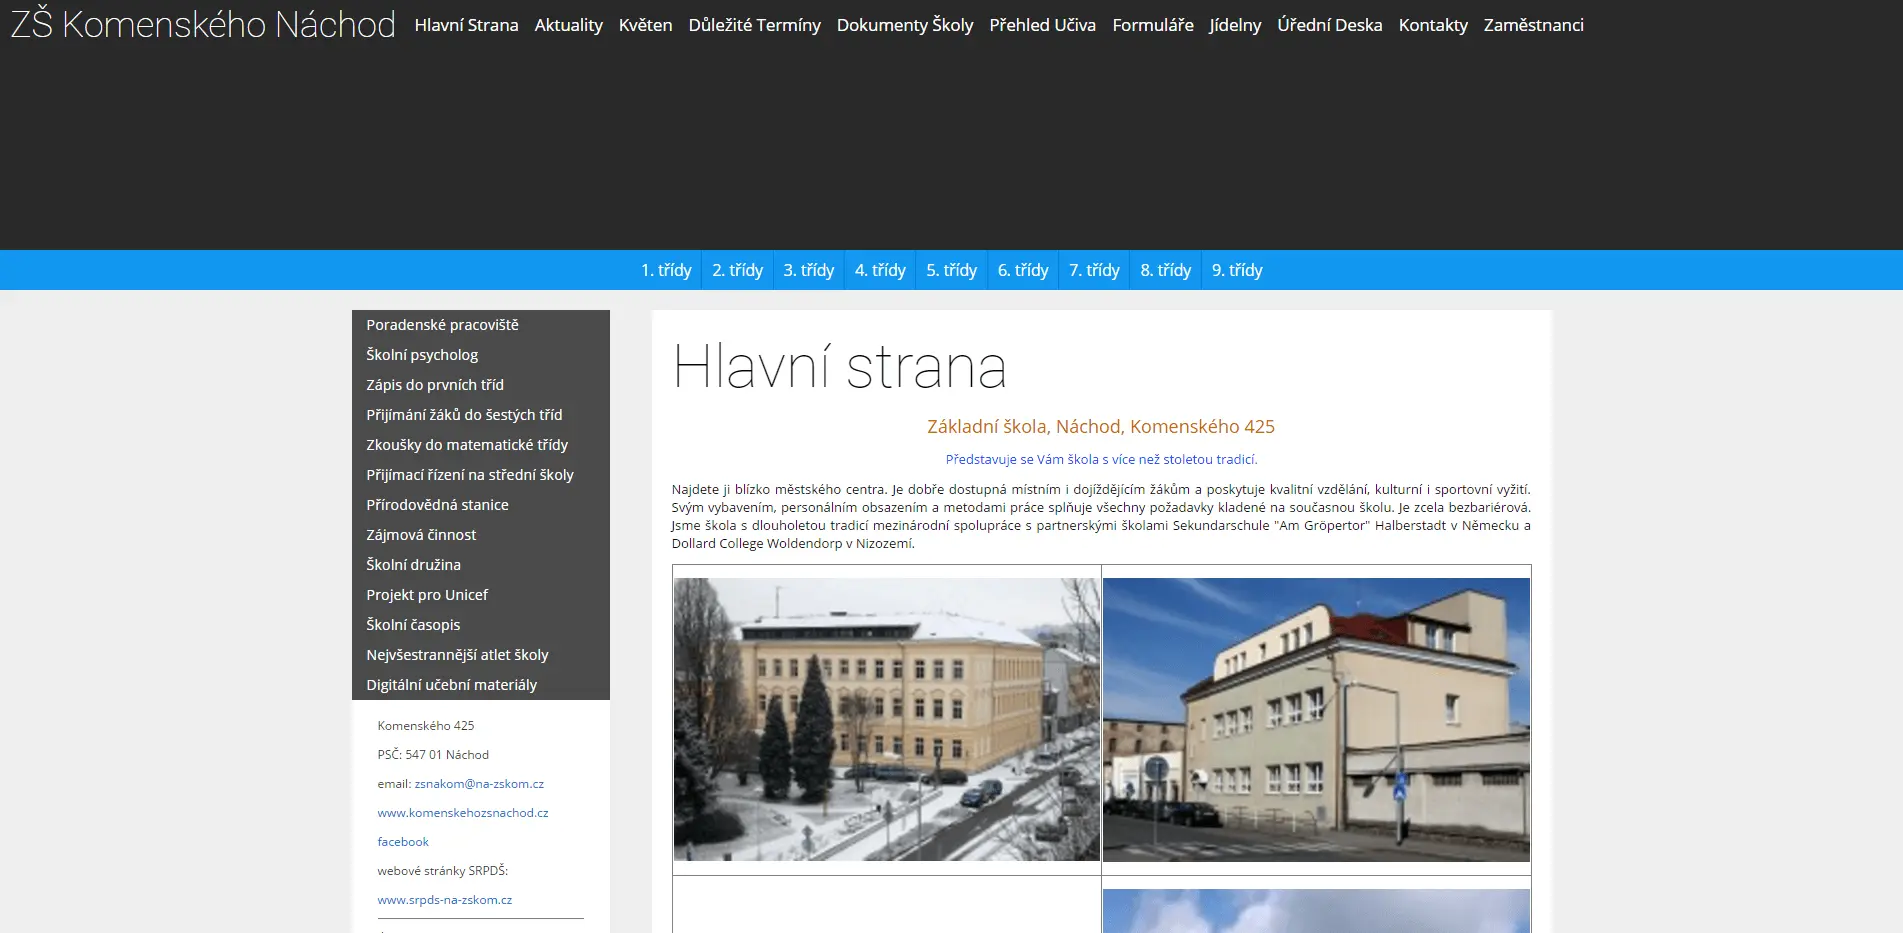 ZŠ Komenského Náchod
Hlavní Strana Aktuality Květen Důležité Termíny Dokumenty Školy Přehled Učiva Formuláře Jídelny Úřední Deska Kontakty Zaměstnanci
1. třídy 2. třídy 3. třídy 4. třídy 5. třídy 6. třídy 7. třídy 8. třídy 9. třídy
Poradenské pracoviště
Školní psycholog
Zápis do prvních tříd
Přijímání žáků do šestých tříd
Zkoušky do matematické třídy
Přijímací řízení na střední školy
Přírodovědná stanice
Zájmová činnost
Školní družina
Projekt pro Unicef
Školní časopis
Nejvšestrannější atlet školy
Digitální učební materiály
Komenského 425
PSČ: 547 01 Náchod
email: zsnakom@na-zskom.cz
www.komenskehozsnachod.cz
facebook
webové stránky SRPDŠ:
www.srpds-na-zskom.cz
Hlavní strana
Základní škola, Náchod, Komenského 425
Představuje se Vám škola s více než stoletou tradicí.
Najdete ji blízko městského centra. Je dobře dostupná místním i dojíždějícím žákům a poskytuje kvalitní vzdělání, kulturní i sportovní vyžití.
Svým vybavením, personálním obsazením a metodami práce splňuje všechny požadavky kladené na současnou školu. Je zcela bezbariérová.
Jsme škola s dlouholetou tradicí mezinárodní spolupráce s partnerskými školami Sekundarschule "Am Gröpertor" Halberstadt v Německu a
Dollard College Woldendorp v Nizozemí.